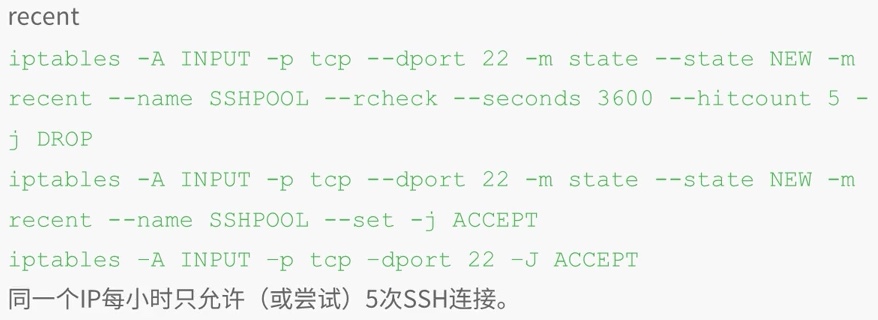 recent
iptables -A INPUT -p tcp --dport 22 -m state --state NEW -m
recent --name SSHPOOL --rcheck --seconds 3600 --hitcount 5 -
j DROP
iptables -A INPUT -p tcp --dport 22 -m state --state NEW -m
recent --name SSHPOOL --set -j ACCEPT
iptables –A INPUT –p tcp –dport 22 –J ACCEPT
同一个IP每小时只允许（或尝试）5次SSH连接。